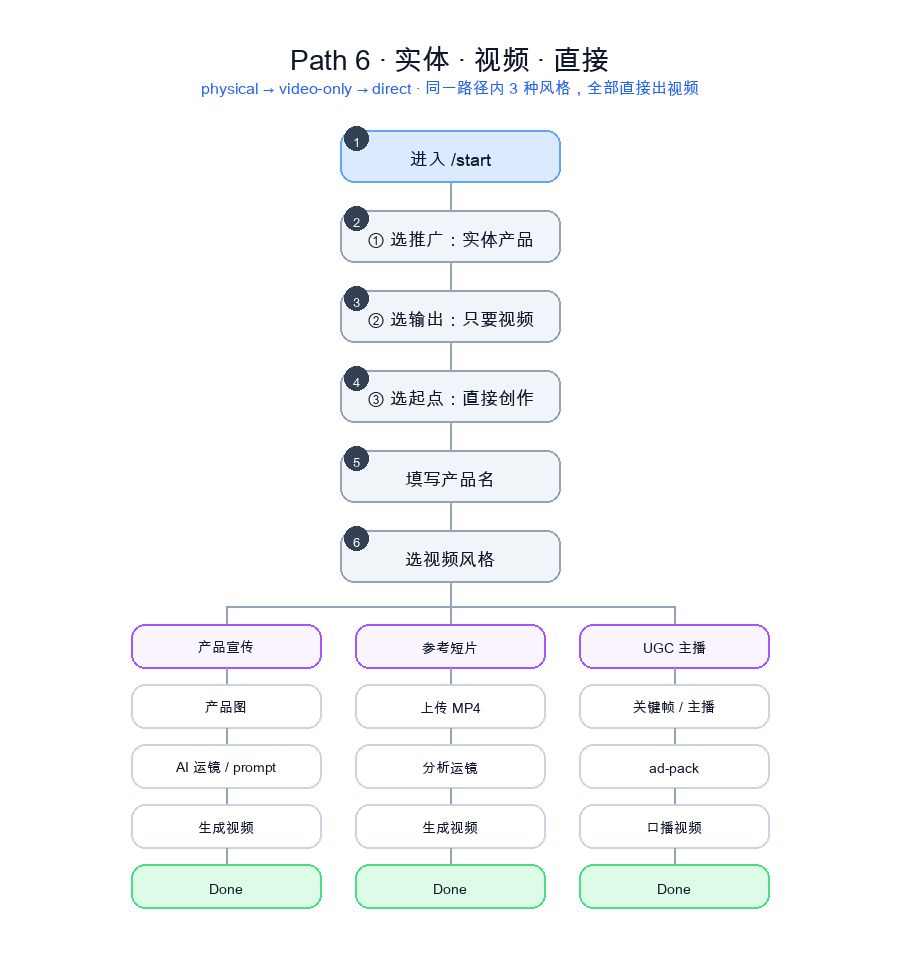 Path 6 · 实体 · 视频 · 直接
physical → video-only → direct · 同一路径内 3 种风格，全部直接出视频
1
进入 /start
2
① 选推广：实体产品
3
② 选输出：只要视频
4
③ 选起点：直接创作
5
填写产品名
6
选视频风格
产品宣传
参考短片
UGC 主播
产品图
上传 MP4
关键帧 / 主播
AI 运镜 / prompt
分析运镜
ad-pack
生成视频
生成视频
口播视频
Done
Done
Done